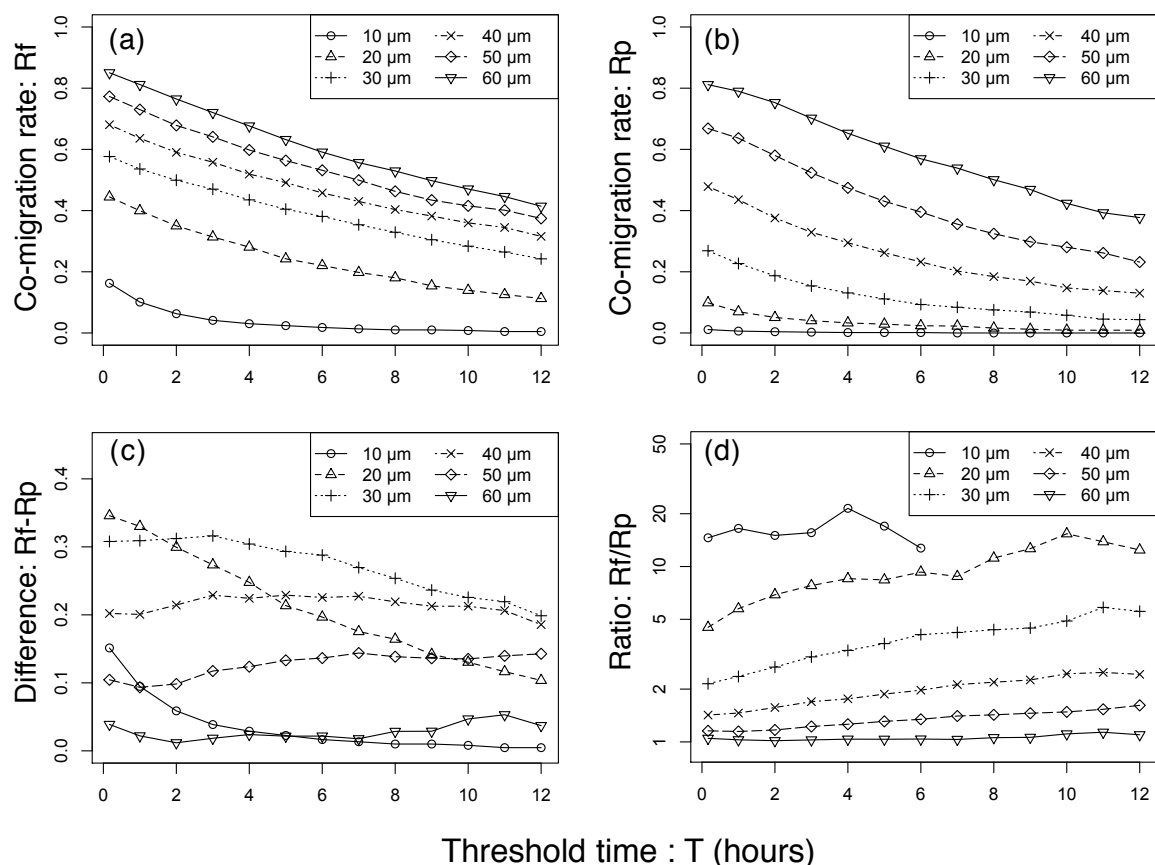 (a)
10 µm
20 µm
30 µm
40 µm
50 µm
60 µm
Co-migration rate: Rf
1.0
0.8
0.6
0.4
0.2
0.0
0 2 4 6 8 10 12
(b)
10 µm
20 µm
30 µm
40 µm
50 µm
60 µm
Co-migration rate: Rp
1.0
0.8
0.6
0.4
0.2
0.0
0 2 4 6 8 10 12
(c)
10 µm
20 µm
30 µm
40 µm
50 µm
60 µm
Difference: Rf-Rp
0.4
0.3
0.2
0.1
0.0
0 2 4 6 8 10 12
(d)
10 µm
20 µm
30 µm
40 µm
50 µm
60 µm
Ratio: Rf/Rp
50
20
10
5
2
1
0 2 4 6 8 10 12
Threshold time : T (hours)